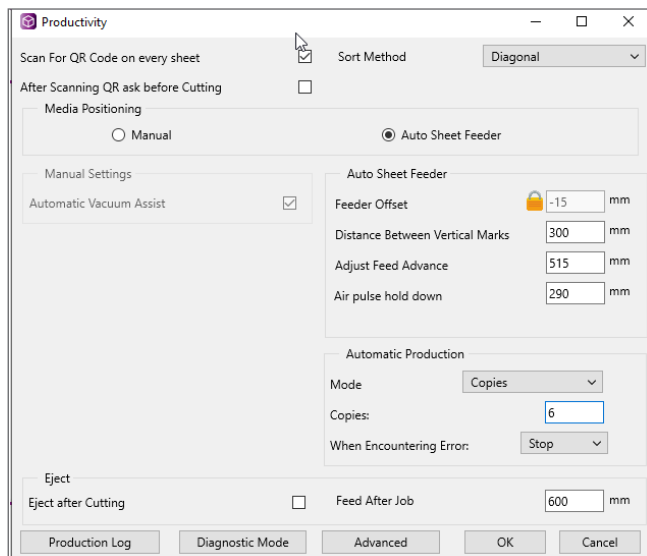 Productivity
Scan For QR Code on every sheet
Sort Method
Diagonal
After Scanning QR ask before Cutting
Media Positioning
Manual
Auto Sheet Feeder
Manual Settings
Automatic Vacuum Assist
Auto Sheet Feeder
Feeder Offset -15 mm
Distance Between Vertical Marks 300 mm
Adjust Feed Advance 515 mm
Air pulse hold down 290 mm
Automatic Production
Mode Copies
Copies: 6
When Encountering Error: Stop
Eject
Eject after Cutting
Feed After Job 600 mm
Production Log
Diagnostic Mode
Advanced
OK
Cancel